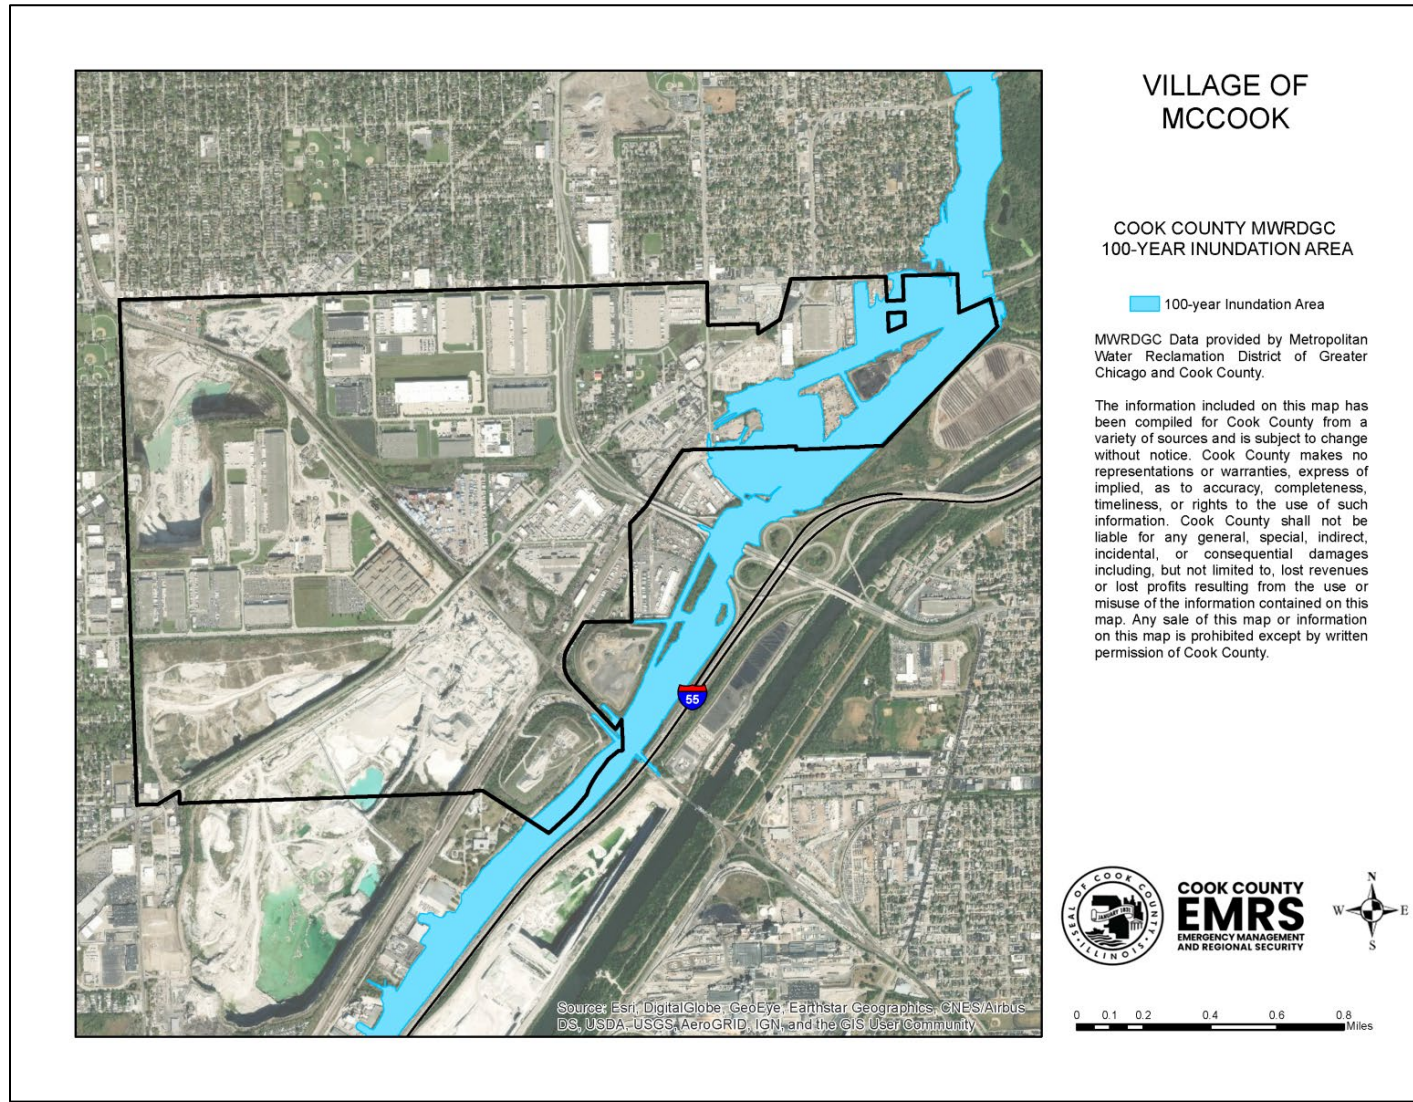 VILLAGE OF
MCCOOK
COOK COUNTY MWRDGC
100-YEAR INUNDATION AREA
100-year Inundation Area
MWRDGC Data provided by Metropolitan
Water Reclamation District of Greater
Chicago and Cook County.
The information included on this map has
been compiled for Cook County from a
variety of sources and is subject to change
without notice. Cook County makes no
representations or warranties, express of
implied, as to accuracy, completeness,
timeliness, or rights to the use of such
information. Cook County shall not be
liable for any general, special, indirect,
incidental, or consequential damages
including, but not limited to, lost revenues
or lost profits resulting from the use or
misuse of the information contained on this
map. Any sale of this map or information
on this map is prohibited except by written
permission of Cook County.
55
SEAL OF COOK COUNTY
JANUARY 1831
ILLINOIS
COOK COUNTY
EMRS
EMERGENCY MANAGEMENT
AND REGIONAL SECURITY
N
W E
S
Source: Esri, DigitalGlobe, GeoEye, Earthstar Geographics, CNES/Airbus
DS, USDA, USGS, AeroGRID, IGN, and the GIS User Community
0 0.1 0.2 0.4 0.6 0.8
Miles